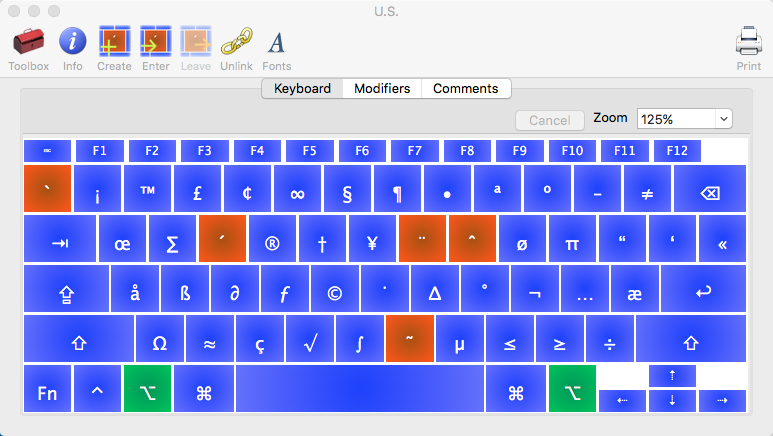 U.S.
Toolbox Info Create Enter Leave Unlink Fonts Print
Keyboard Modifiers Comments
Cancel Zoom 125%
esc F1 F2 F3 F4 F5 F6 F7 F8 F9 F10 F11 F12
` ¡ ™ £ ¢ ∞ § ¶ • ª º – ≠ ⌫
⇥ œ ∑ ´ ® † ¥ ¨ ˆ ø π “ ‘ «
⇪ å ß ∂ ƒ © ˙ ∆ ˚ ¬ … æ ↩
⇧ Ω ≈ ç √ ∫ ˜ µ ≤ ≥ ÷ ⇧
Fn ^ ⌥ ⌘ ⌘ ⌥ ⇠ ⇡ ⇣ ⇢